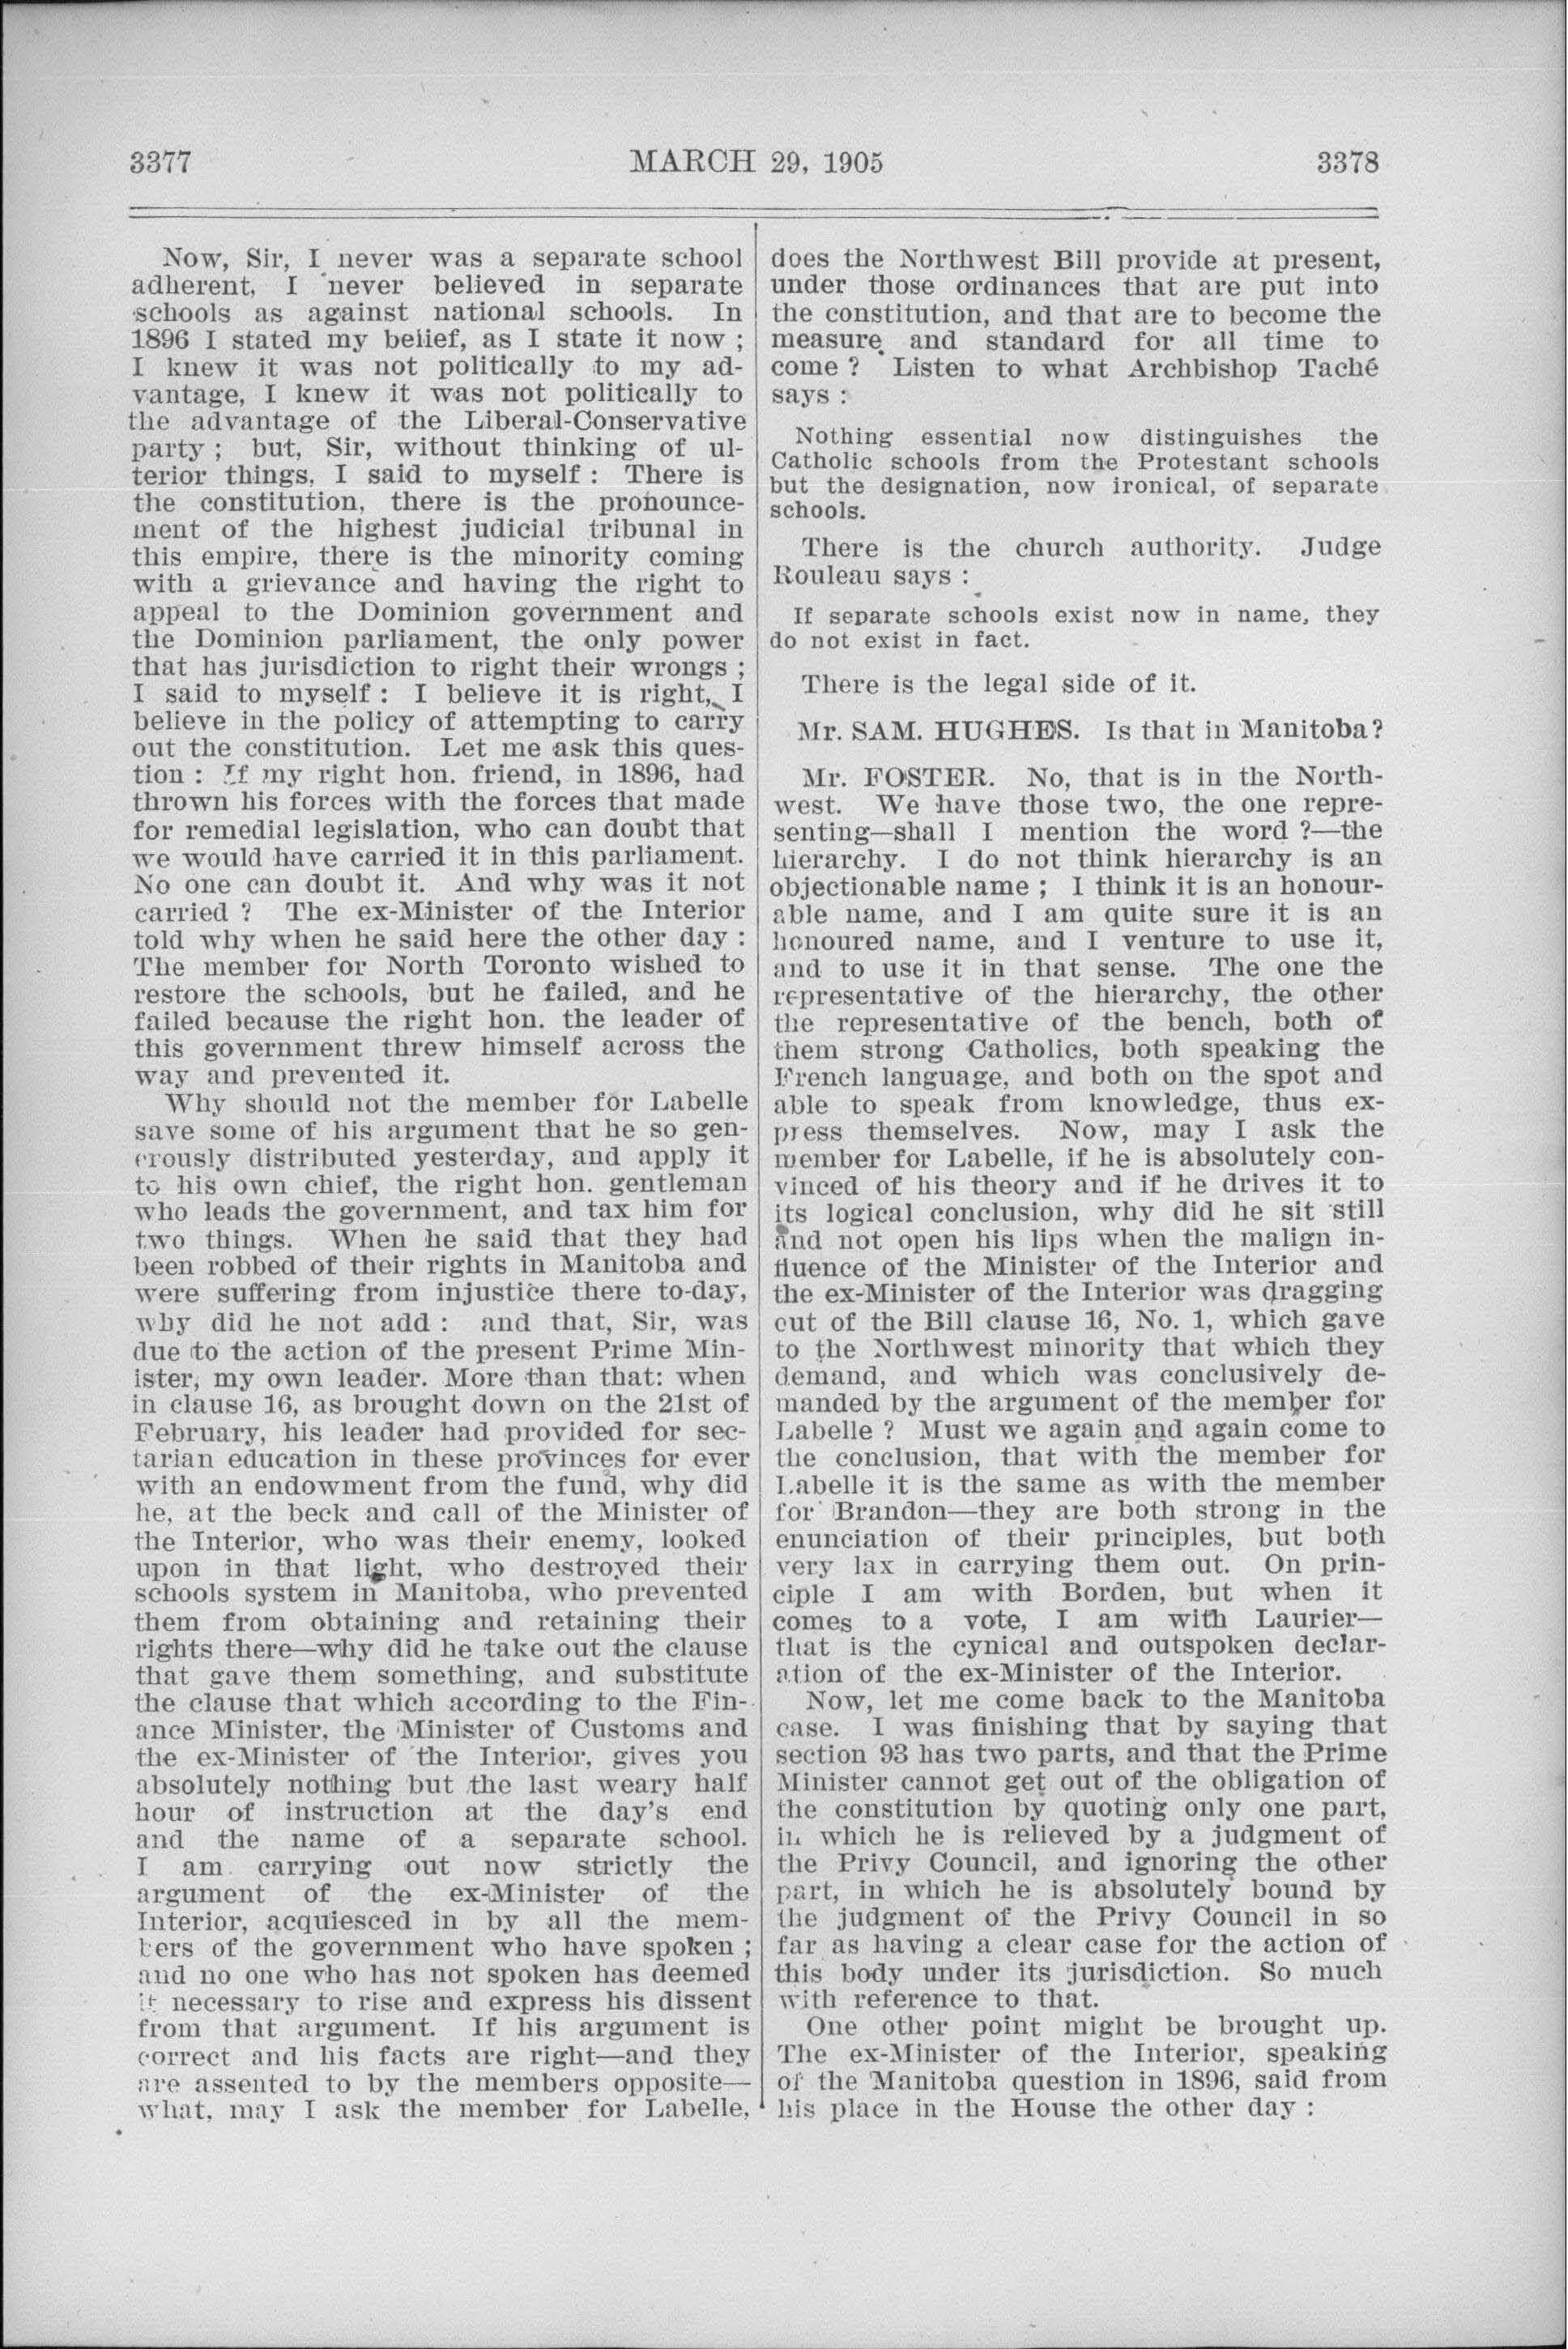 3377 MARCH 29, 1905 3378
Now, Sir, I never was a separate school
adherent, I never believed in separate
schools as against national schools. In
1896 I stated my belief, as I state it now ;
I knew it was not politically to my ad-
vantage, I knew it was not politically to
the advantage of the Liberal-Conservative
party ; but, Sir, without thinking of ul-
terior things, I said to myself : There is
the constitution, there is the pronounce-
ment of the highest judicial tribunal in
this empire, there is the minority coming
with a grievance and having the right to
appeal to the Dominion government and
the Dominion parliament, the only power
that has jurisdiction to right their wrongs ;
I said to myself : I believe it is right, I
believe in the policy of attempting to carry
out the constitution. Let me ask this ques-
tion : If my right hon. friend, in 1896, had
thrown his forces with the forces that made
for remedial legislation, who can doubt that
we would have carried it in this parliament.
No one can doubt it. And why was it not
carried ? The ex-Minister of the Interior
told why when he said here the other day :
The member for North Toronto wished to
restore the schools, but he failed, and he
failed because the right hon. the leader of
this government threw himself across the
way and prevented it.
Why should not the member for Labelle
save some of his argument that he so gen-
erously distributed yesterday, and apply it
to his own chief, the right hon. gentleman
who leads the government, and tax him for
two things. When he said that they had
been robbed of their rights in Manitoba and
were suffering from injustice there to-day,
why did he not add : and that, Sir, was
due to the action of the present Prime Min-
ister, my own leader. More than that: when
in clause 16, as brought down on the 21st of
February, his leader had provided for sec-
tarian education in these provinces for ever
with an endowment from the fund, why did
he, at the beck and call of the Minister of
the Interior, who was their enemy, looked
upon in that light, who destroyed their
schools system in Manitoba, who prevented
them from obtaining and retaining their
rights there—why did he take out the clause
that gave them something, and substitute
the clause that which according to the Fin-
ance Minister, the Minister of Customs and
the ex-Minister of the Interior, gives you
absolutely nothing but the last weary half
hour of instruction at the day's end
and the name of a separate school.
I am carrying out now strictly the
argument of the ex-Minister of the
Interior, acquiesced in by all the mem-
bers of the government who have spoken ;
and no one who has not spoken has deemed
it necessary to rise and express his dissent
from that argument. If his argument is
correct and his facts are right—and they
are assented to by the members opposite—
what, may I ask the member for Labelle,
does the Northwest Bill provide at present,
under those ordinances that are put into
the constitution, and that are to become the
measure and standard for all time to
come ? Listen to what Archbishop Taché
says :
Nothing essential now distinguishes the
Catholic schools from the Protestant schools
but the designation, now ironical, of separate
schools.
There is the church authority. Judge
Rouleau says :
If separate schools exist now in name, they
do not exist in fact.
There is the legal side of it.
Mr. SAM. HUGHES. Is that in Manitoba?
Mr. FOSTER. No, that is in the North-
west. We have those two, the one repre-
senting—shall I mention the word ?—the
hierarchy. I do not think hierarchy is an
objectionable name ; I think it is an honour-
able name, and I am quite sure it is an
honoured name, and I venture to use it,
and to use it in that sense. The one the
representative of the hierarchy, the other
the representative of the bench, both of
them strong Catholics, both speaking the
French language, and both on the spot and
able to speak from knowledge, thus ex-
press themselves. Now, may I ask the
member for Labelle, if he is absolutely con-
vinced of his theory and if he drives it to
its logical conclusion, why did he sit still
and not open his lips when the malign in-
fluence of the Minister of the Interior and
the ex-Minister of the Interior was dragging
out of the Bill clause 16, No. 1, which gave
to the Northwest minority that which they
demand, and which was conclusively de-
manded by the argument of the member for
Labelle ? Must we again and again come to
the conclusion, that with the member for
Labelle it is the same as with the member
for Brandon—they are both strong in the
enunciation of their principles, but both
very lax in carrying them out. On prin-
ciple I am with Borden, but when it
comes to a vote, I am with Laurier—
that is the cynical and outspoken declar-
ation of the ex-Minister of the Interior.
Now, let me come back to the Manitoba
case. I was finishing that by saying that
section 93 has two parts, and that the Prime
Minister cannot get out of the obligation of
the constitution by quoting only one part,
in which he is relieved by a judgment of
the Privy Council, and ignoring the other
part, in which he is absolutely bound by
the judgment of the Privy Council in so
far as having a clear case for the action of
this body under its jurisdiction. So much
with reference to that.
One other point might be brought up.
The ex-Minister of the Interior, speaking
of the Manitoba question in 1896, said from
his place in the House the other day :